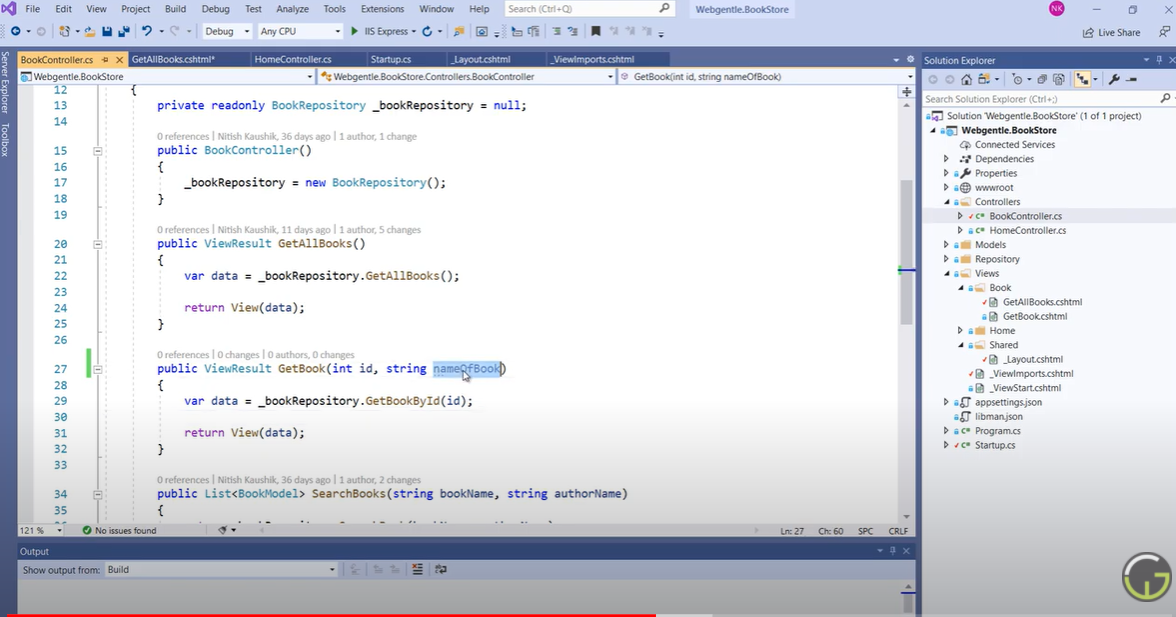 File Edit View Project Build Debug Test Analyze Tools Extensions Window Help Search (Ctrl+Q) Webgentle.BookStore NK
Debug Any CPU IIS Express Live Share
Server Explorer
Toolbox
BookController.cs GetAllBooks.cshtml* HomeController.cs Startup.cs _Layout.cshtml _ViewImports.cshtml
Webgentle.BookStore Webgentle.BookStore.Controllers.BookController GetBook(int id, string nameOfBook)
12 {
13 private readonly BookRepository _bookRepository = null;
14
0 references | Nitish Kaushik, 36 days ago | 1 author, 1 change
15 public BookController()
16 {
17 _bookRepository = new BookRepository();
18 }
19
0 references | Nitish Kaushik, 11 days ago | 1 author, 5 changes
20 public ViewResult GetAllBooks()
21 {
22 var data = _bookRepository.GetAllBooks();
23
24 return View(data);
25 }
26
0 references | 0 changes | 0 authors, 0 changes
27 public ViewResult GetBook(int id, string nameOfBook)
28 {
29 var data = _bookRepository.GetBookById(id);
30
31 return View(data);
32 }
33
0 references | Nitish Kaushik, 36 days ago | 1 author, 2 changes
34 public List<BookModel> SearchBooks(string bookName, string authorName)
35 {
121 % No issues found Ln: 27 Ch: 60 SPC CRLF
Output
Show output from: Build
Solution Explorer
Search Solution Explorer (Ctrl+;)
Solution 'Webgentle.BookStore' (1 of 1 project)
Webgentle.BookStore
Connected Services
Dependencies
Properties
wwwroot
Controllers
BookController.cs
HomeController.cs
Models
Repository
Views
Book
GetAllBooks.cshtml
GetBook.cshtml
Home
Shared
_Layout.cshtml
_ViewImports.cshtml
_ViewStart.cshtml
appsettings.json
libman.json
Program.cs
Startup.cs